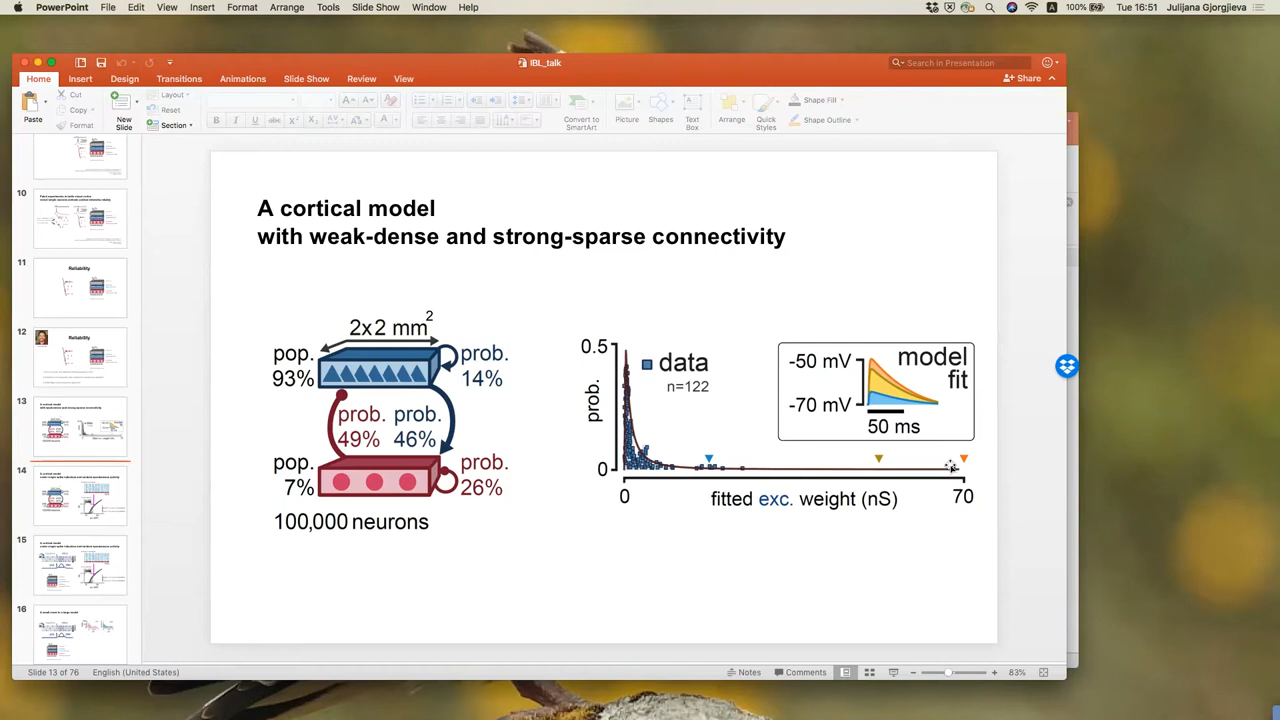 PowerPoint File Edit View Insert Format Arrange Tools Slide Show Window Help
100% Tue 16:51 Julijana Gjorgjieva
IBL_talk
Search in Presentation
Home Insert Design Transitions Animations Slide Show Review View
Share
Paste
Cut
Copy
Format
New Slide
Layout
Reset
Section
Convert to SmartArt
Picture
Shapes
Text Box
Arrange
Quick Styles
Shape Fill
Shape Outline
10
11
Reliability
12
Reliability
13
14
15
16
A cortical model
with weak-dense and strong-sparse connectivity
2x2 mm2
pop.
93%
prob.
14%
prob.
49%
prob.
46%
pop.
7%
prob.
26%
100,000 neurons
0.5
prob.
0
data
n=122
0
fitted exc. weight (nS)
70
-50 mV
-70 mV
model
fit
50 ms
Slide 13 of 76
English (United States)
Notes
Comments
83%